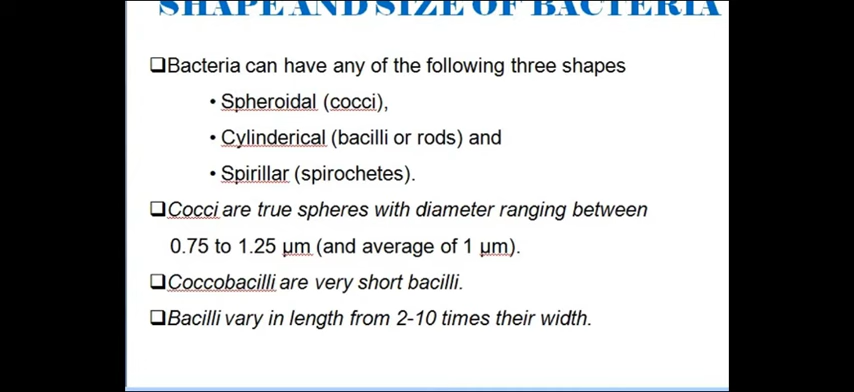 SHAPE AND SIZE OF BACTERIA
❑Bacteria can have any of the following three shapes
• Spheroidal (cocci),
• Cylinderical (bacilli or rods) and
• Spirillar (spirochetes).
❑Cocci are true spheres with diameter ranging between
0.75 to 1.25 µm (and average of 1 µm).
❑Coccobacilli are very short bacilli.
❑Bacilli vary in length from 2-10 times their width.